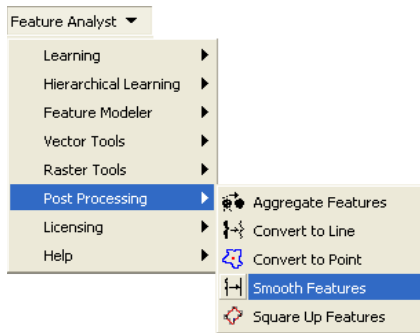 Feature Analyst
Learning
Hierarchical Learning
Feature Modeler
Vector Tools
Raster Tools
Post Processing
Licensing
Help
Aggregate Features
Convert to Line
Convert to Point
Smooth Features
Square Up Features